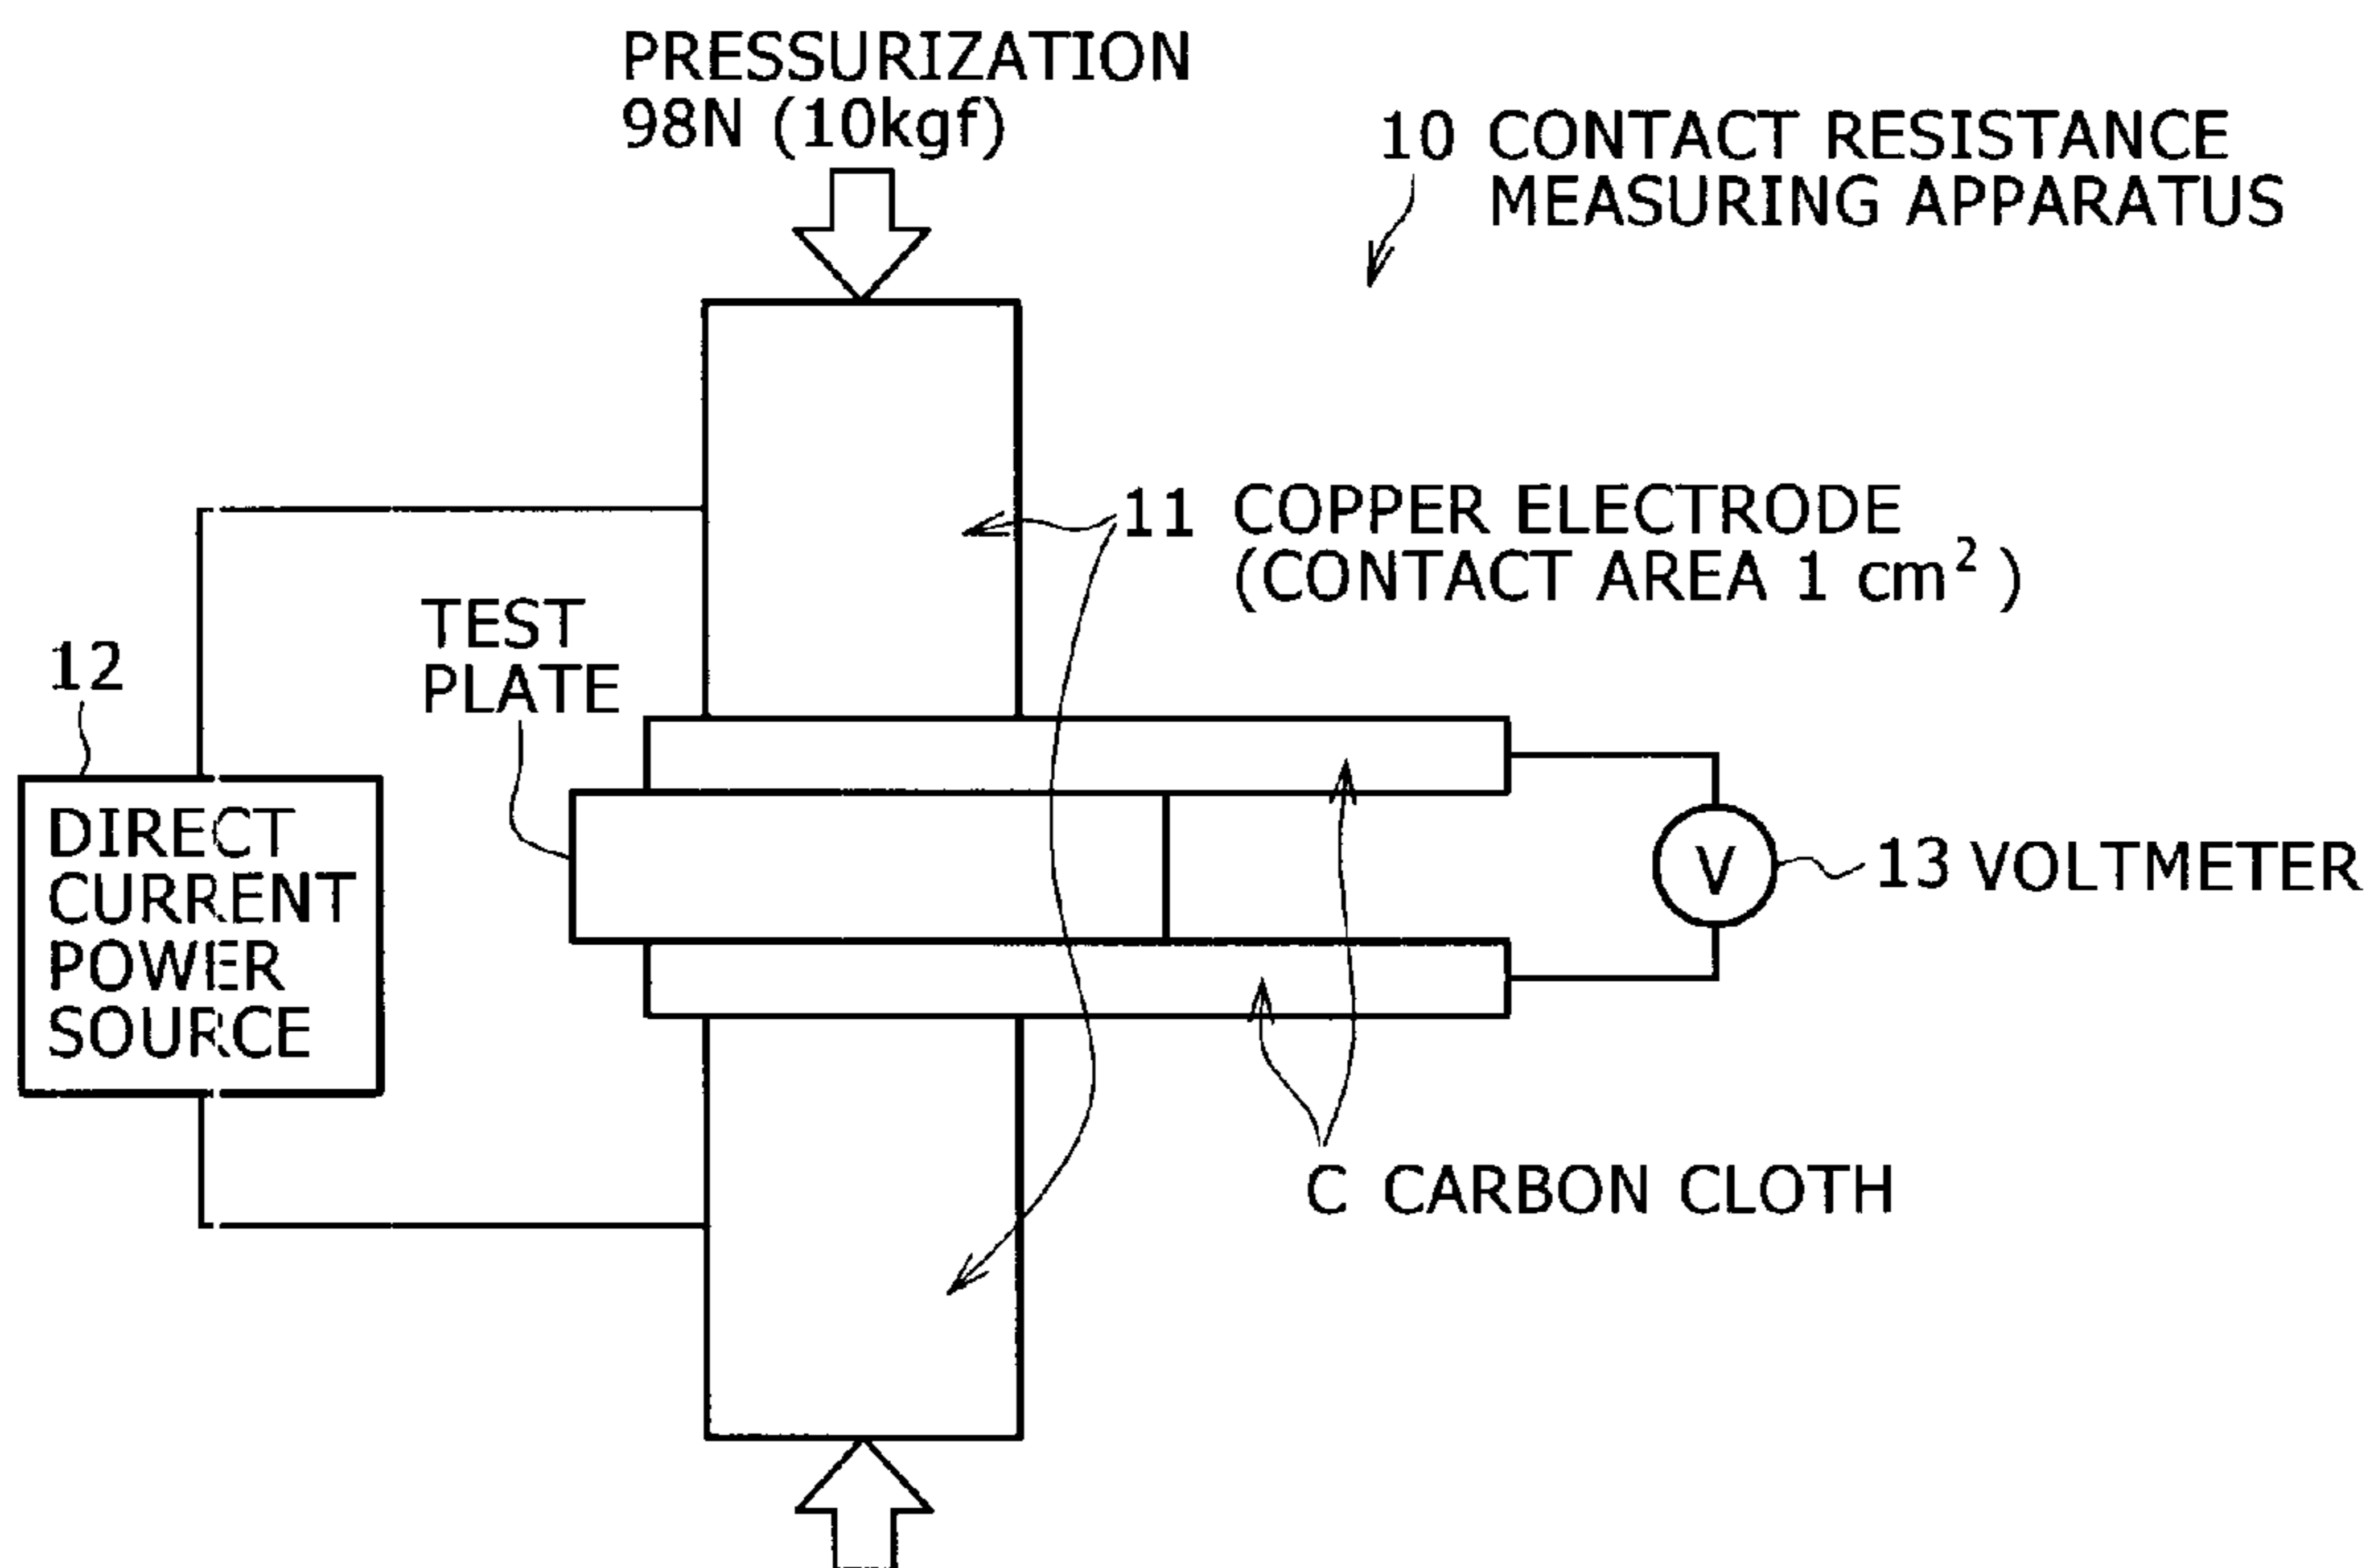 PRESSURIZATION
98N (10kgf)
10 CONTACT RESISTANCE
MEASURING APPARATUS
11 COPPER ELECTRODE
(CONTACT AREA 1 cm²)
TEST
PLATE
12
DIRECT
CURRENT
POWER
SOURCE
V
13 VOLTMETER
C CARBON CLOTH